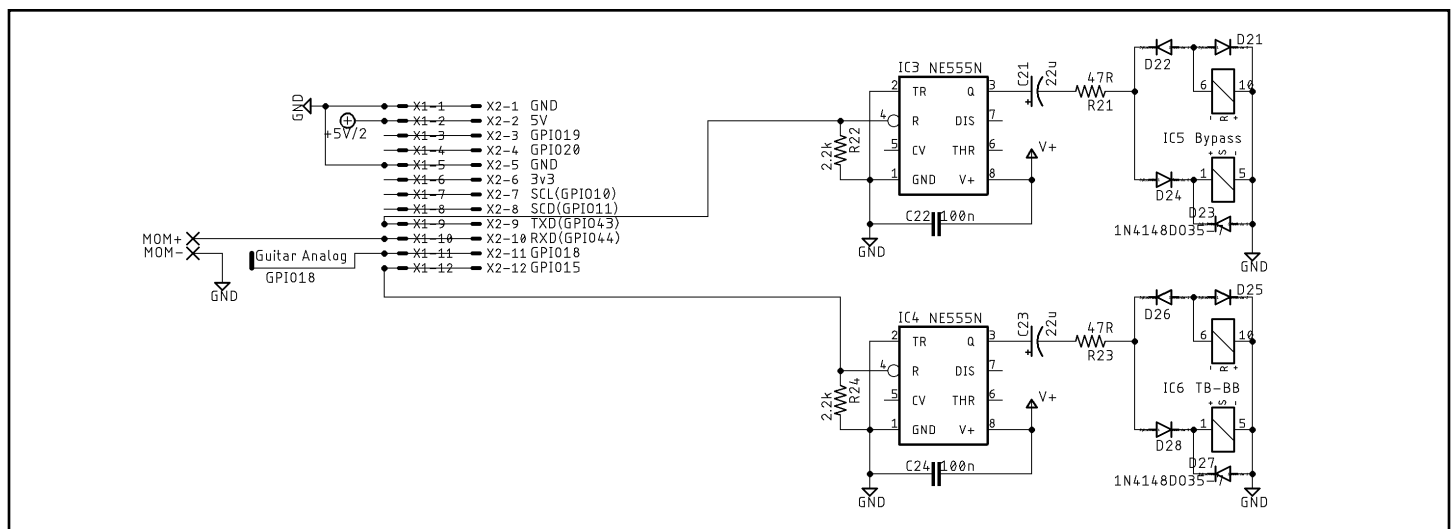 GND
+5V/2
X1-1 X2-1 GND
X1-2 X2-2 5V
X1-3 X2-3 GPIO19
X1-4 X2-4 GPIO20
X1-5 X2-5 GND
X1-6 X2-6 3v3
X1-7 X2-7 SCL(GPIO10)
X1-8 X2-8 SCD(GPIO11)
X1-9 X2-9 TXD(GPIO43)
X1-10 X2-10 RXD(GPIO44)
X1-11 X2-11 GPIO18
X1-12 X2-12 GPIO15
MOM+
MOM-
GND
Guitar Analog
GPIO18
IC3 NE555N
2 TR Q 3
4 R DIS 7
5 CV THR 6
1 GND V+ 8
R22
2.2k
C22 100n
GND
V+
C21
22u
+
47R
R21
D22
D21
6 10
- R +
IC5 Bypass
+ S -
1 5
D24
D23
1N4148DO35-7
GND
IC4 NE555N
2 TR Q 3
4 R DIS 7
5 CV THR 6
1 GND V+ 8
R24
2.2k
C24 100n
GND
V+
C23
22u
+
47R
R23
D26
D25
6 10
- R +
IC6 TB-BB
+ S -
1 5
D28
D27
1N4148DO35-7
GND